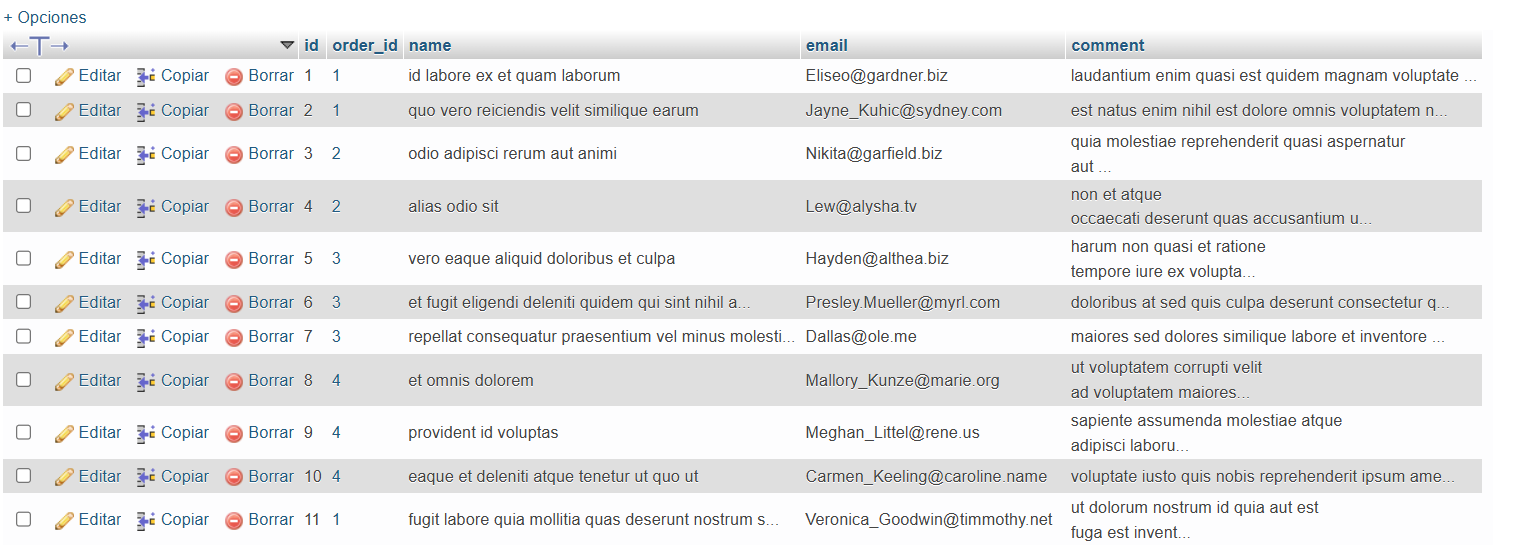 + Opciones
←T→ id order_id name email comment
Editar Copiar Borrar 1 1 id labore ex et quam laborum Eliseo@gardner.biz laudantium enim quasi est quidem magnam voluptate ...
Editar Copiar Borrar 2 1 quo vero reiciendis velit similique earum Jayne_Kuhic@sydney.com est natus enim nihil est dolore omnis voluptatem n...
Editar Copiar Borrar 3 2 odio adipisci rerum aut animi Nikita@garfield.biz quia molestiae reprehenderit quasi aspernatur
aut ...
Editar Copiar Borrar 4 2 alias odio sit Lew@alysha.tv non et atque
occaecati deserunt quas accusantium u...
Editar Copiar Borrar 5 3 vero eaque aliquid doloribus et culpa Hayden@althea.biz harum non quasi et ratione
tempore iure ex volupta...
Editar Copiar Borrar 6 3 et fugit eligendi deleniti quidem qui sint nihil a... Presley.Mueller@myrl.com doloribus at sed quis culpa deserunt consectetur q...
Editar Copiar Borrar 7 3 repellat consequatur praesentium vel minus molesti... Dallas@ole.me maiores sed dolores similique labore et inventore ...
Editar Copiar Borrar 8 4 et omnis dolorem Mallory_Kunze@marie.org ut voluptatem corrupti velit
ad voluptatem maiores...
Editar Copiar Borrar 9 4 provident id voluptas Meghan_Littel@rene.us sapiente assumenda molestiae atque
adipisci laboru...
Editar Copiar Borrar 10 4 eaque et deleniti atque tenetur ut quo ut Carmen_Keeling@caroline.name voluptate iusto quis nobis reprehenderit ipsum ame...
Editar Copiar Borrar 11 1 fugit labore quia mollitia quas deserunt nostrum s... Veronica_Goodwin@timmothy.net ut dolorum nostrum id quia aut est
fuga est invent...